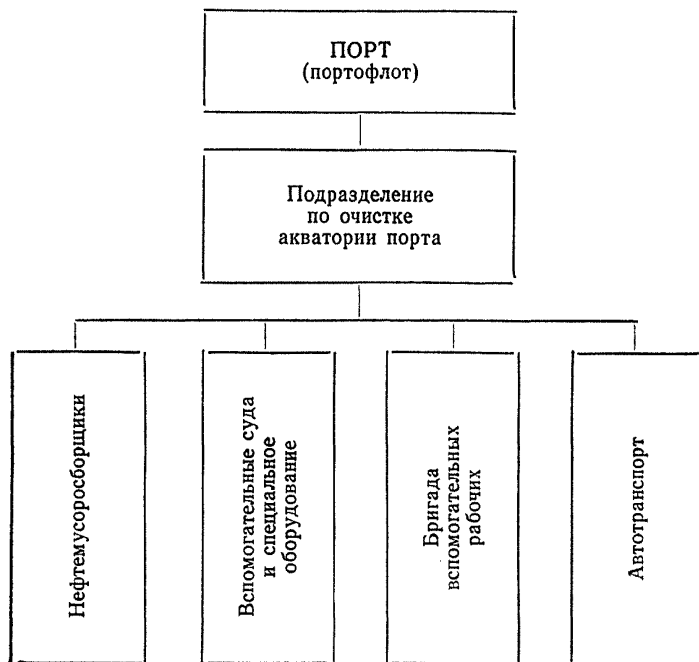 ПОРТ
(портофлот)
Подразделение
по очистке
акватории порта
Нефтемусоросборщики
Вспомогательные суда
и специальное
оборудование
Бригада
вспомогательных
рабочих
Автотранспорт